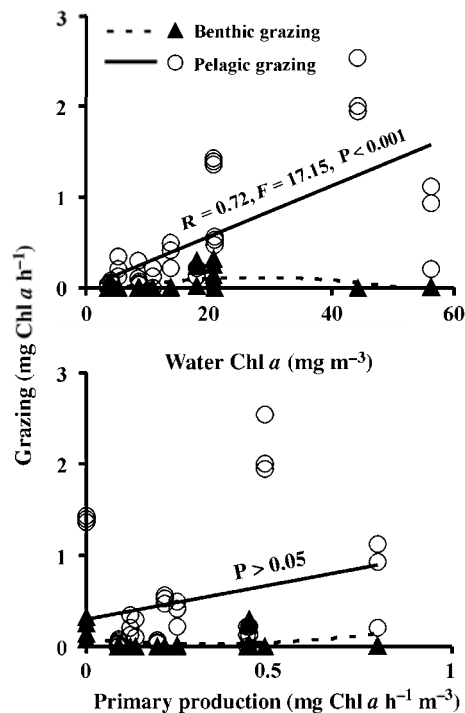 3
Benthic grazing
Pelagic grazing
2
R = 0.72, F = 17.15, P < 0.001
1
0
0 20 40 60
Water Chl a (mg m⁻³)
Grazing (mg Chl a h⁻¹)
3
2
P > 0.05
1
0
0 0.5 1
Primary production (mg Chl a h⁻¹ m⁻³)